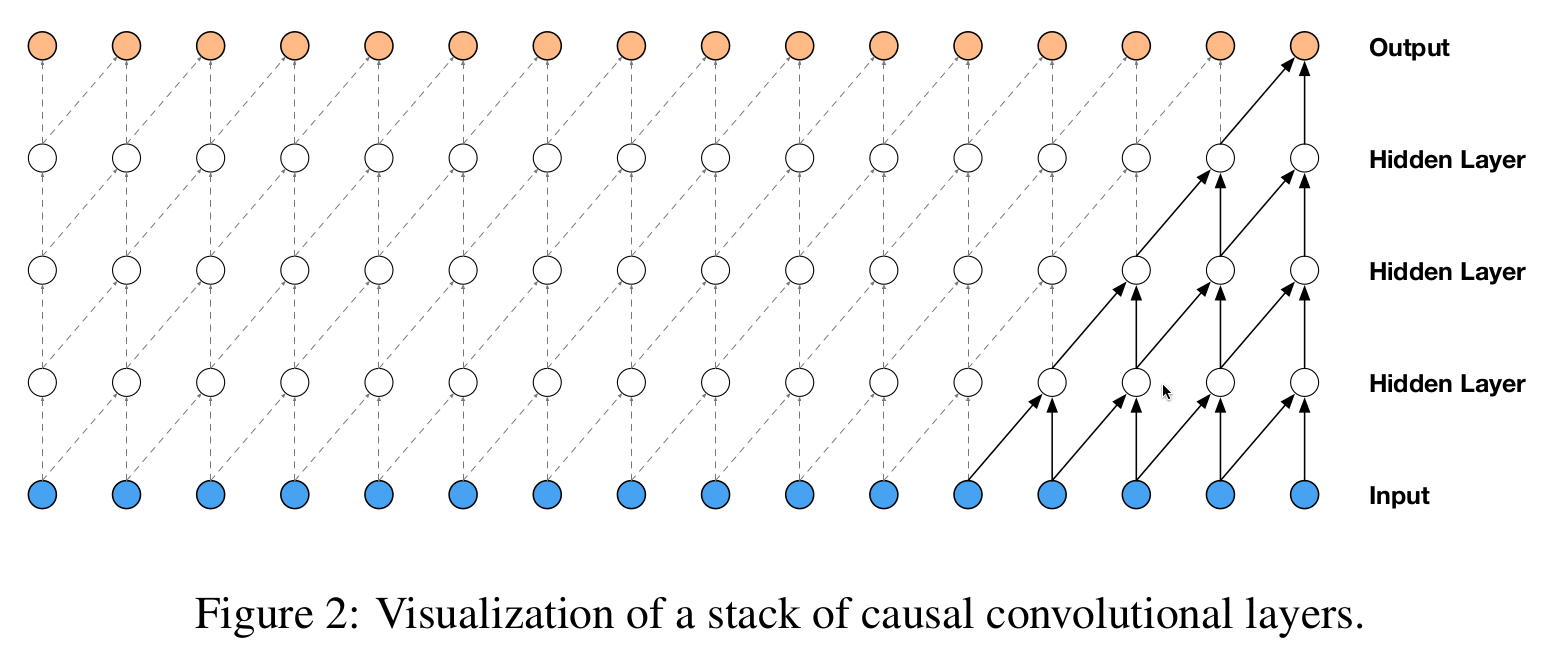 Output
Hidden Layer
Hidden Layer
Hidden Layer
Input
Figure 2: Visualization of a stack of causal convolutional layers.